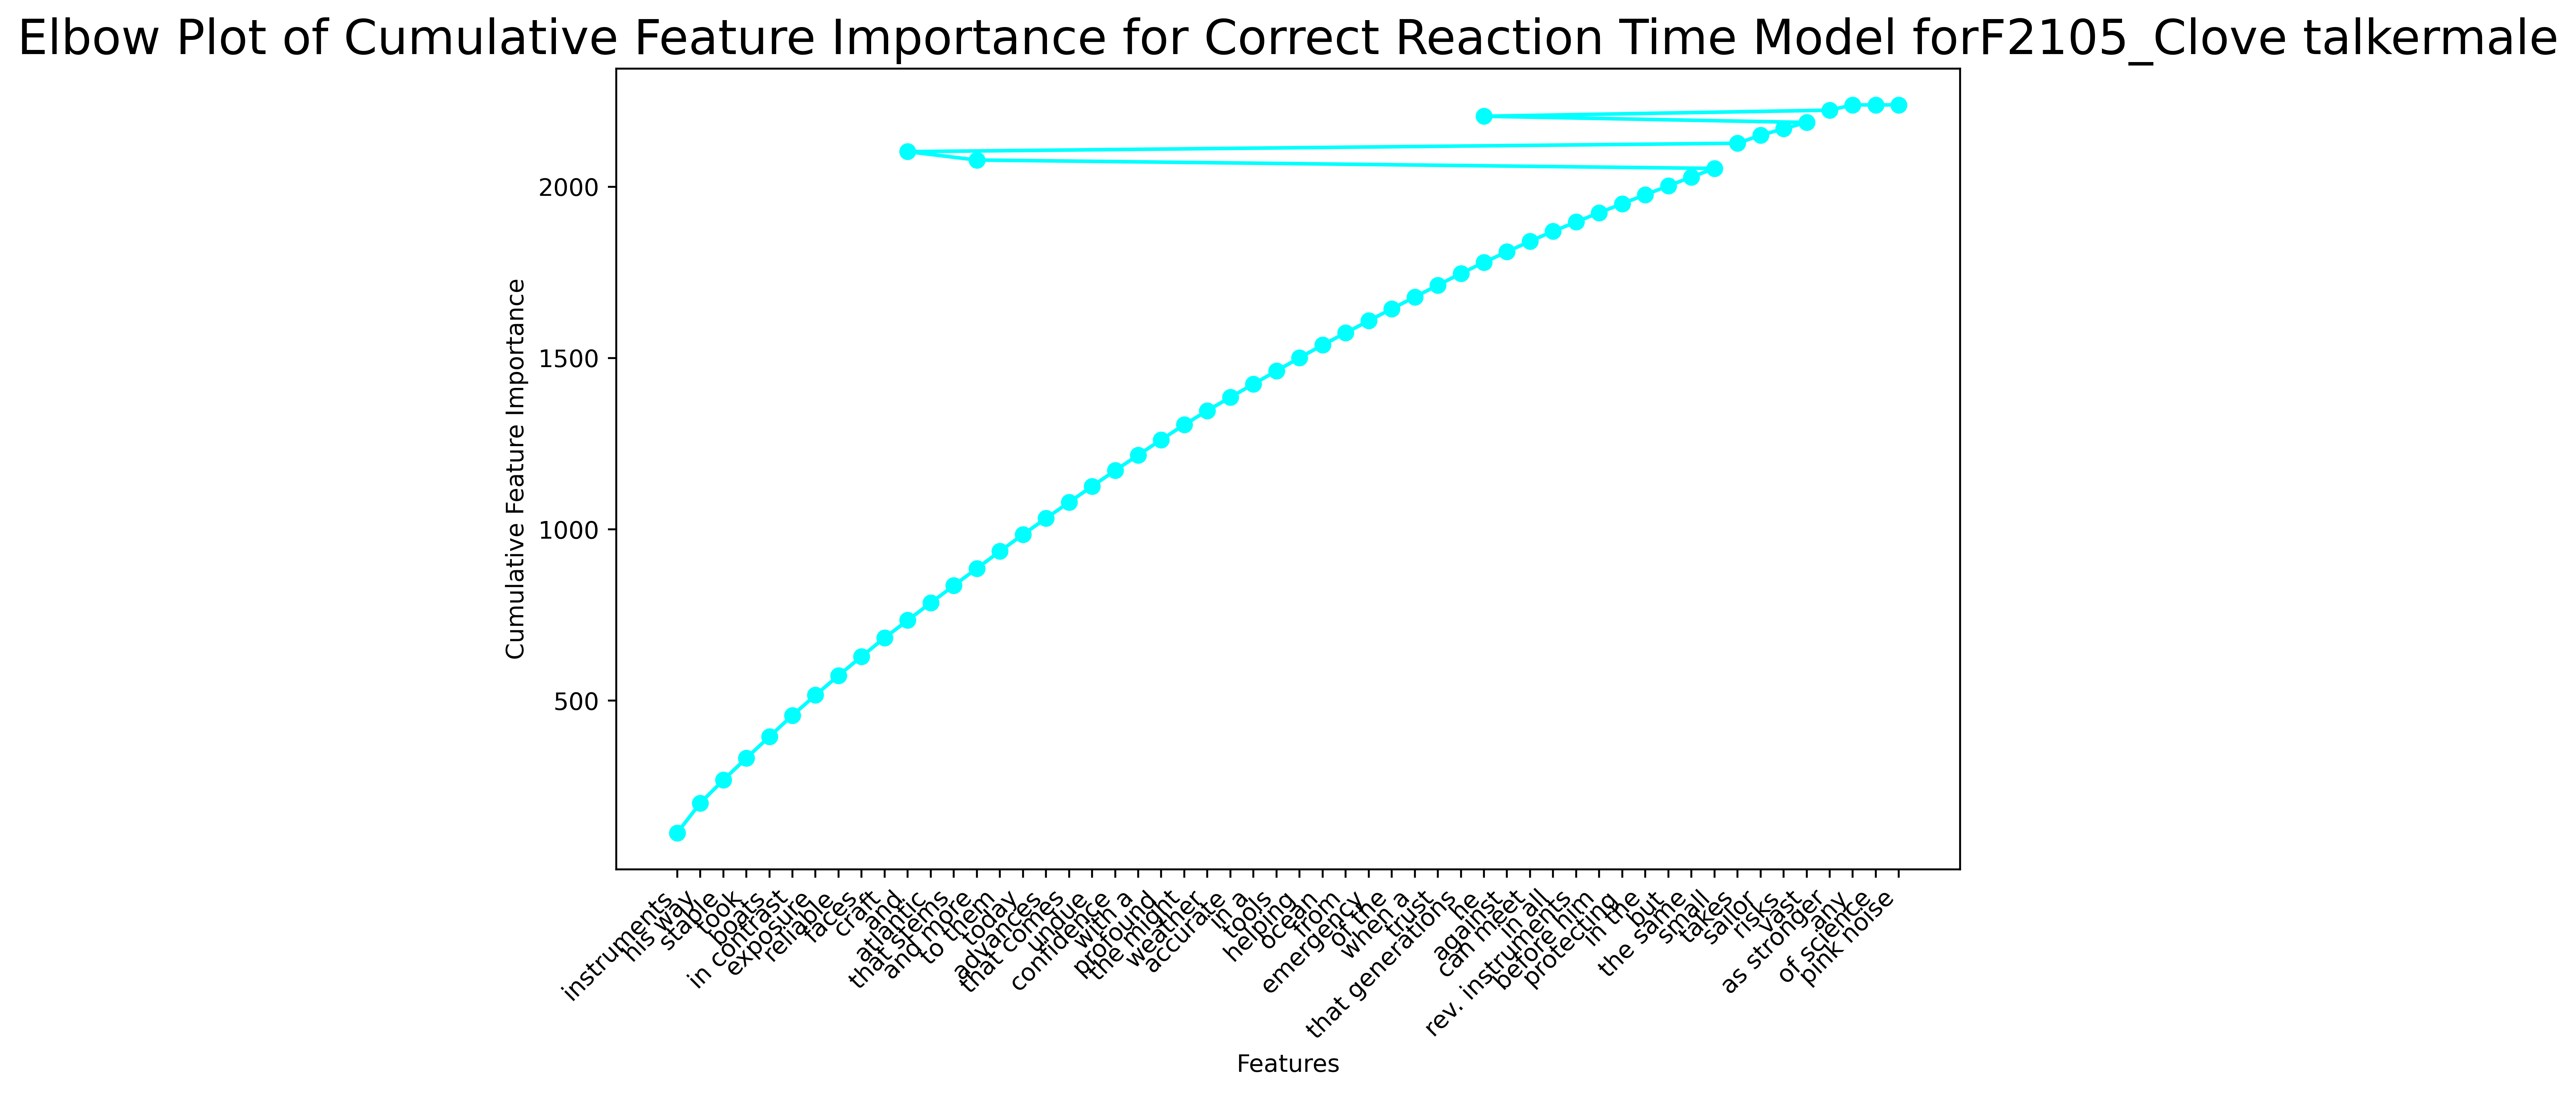 Elbow Plot of Cumulative Feature Importance for Correct Reaction Time Model forF2105_Clove talkermale
Cumulative Feature Importance
2000
1500
1000
500
instruments
his way
stable
took
boats
in contrast
exposure
reliable
faces
craft
and
atlantic
that stems
and more
to them
today
advances
that comes
undue
confidence
with a
profound
the might
weather
accurate
in a
tools
helping
ocean
from
emergency
of the
when a
trust
that generations
he
against
can meet
in all
rev. instruments
before him
protecting
in the
but
the same
small
takes
sailor
risks
vast
as stronger
any
of science
pink noise
Features